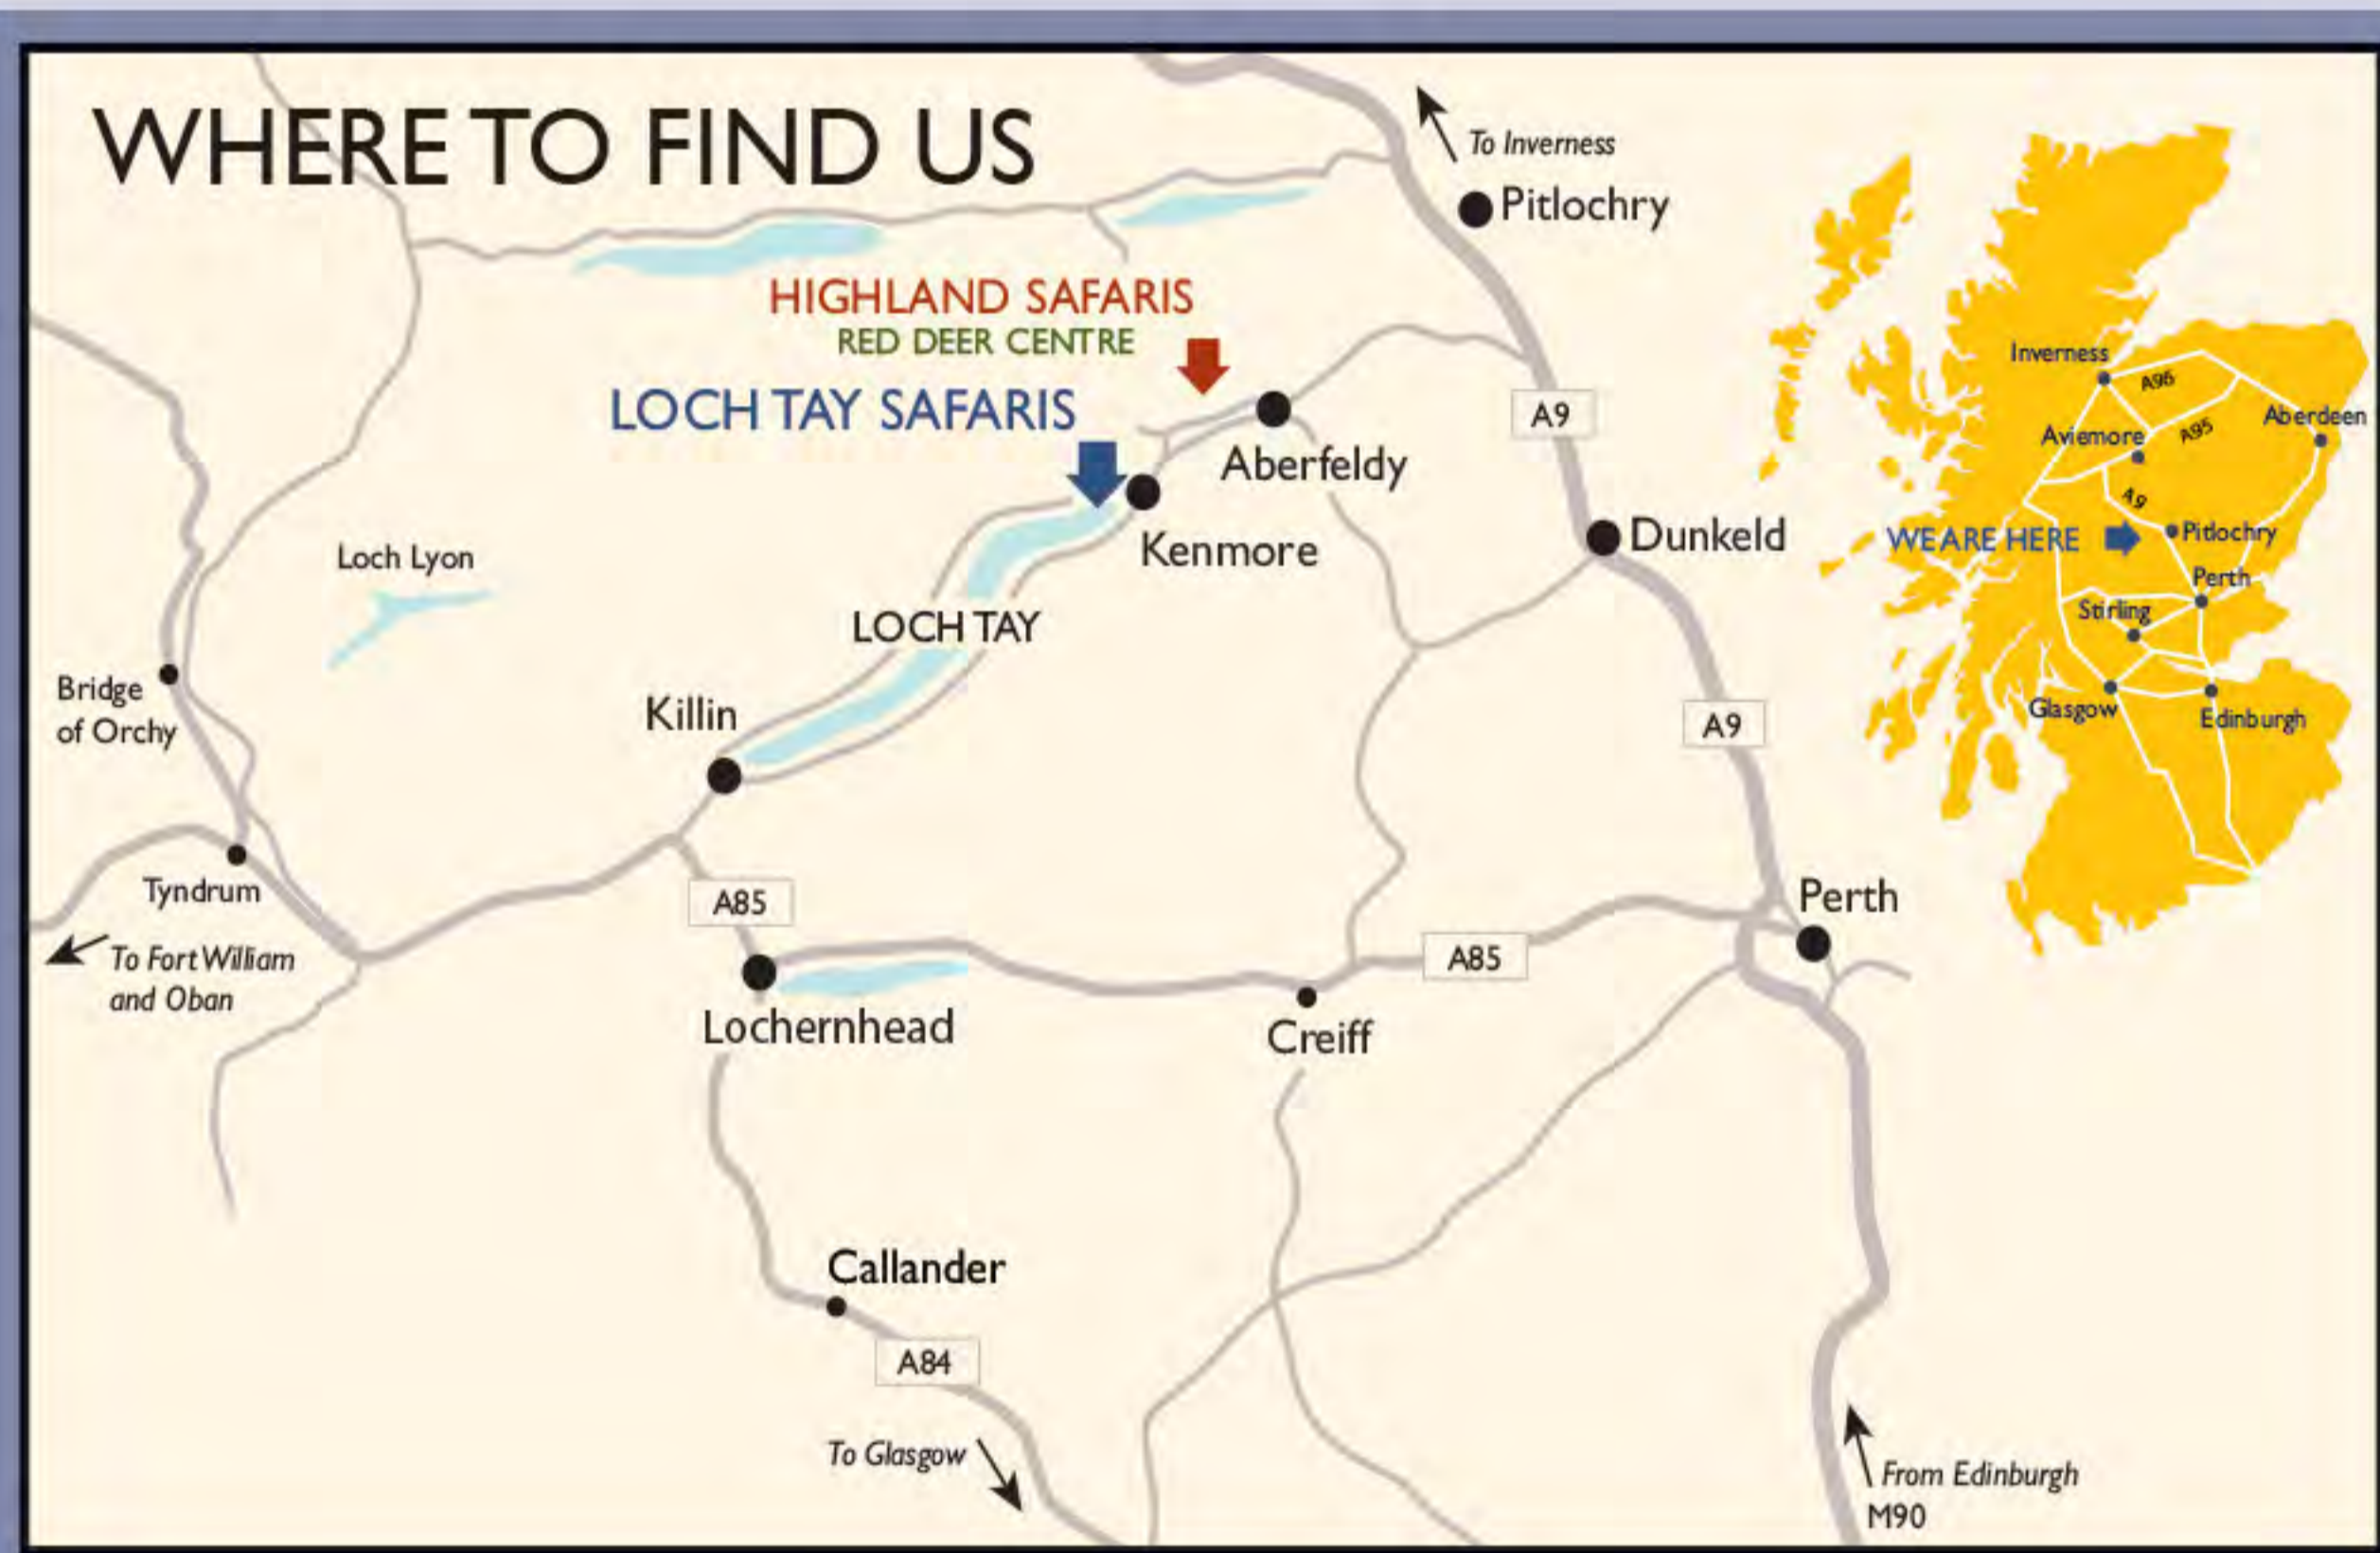 WHERE TO FIND US
To Inverness
Pitlochry
HIGHLAND SAFARIS
RED DEER CENTRE
LOCH TAY SAFARIS
A9
Aberfeldy
Kenmore
Dunkeld
Loch Lyon
LOCH TAY
Killin
Bridge
of Orchy
A9
Tyndrum
A85
Perth
To Fort William
and Oban
A85
Lochernhead
Creiff
Callander
A84
To Glasgow
From Edinburgh
M90
Inverness
A96
Aberdeen
Aviemore
A95
A9
WE ARE HERE
Pitlochry
Perth
Stirling
Glasgow
Edinburgh